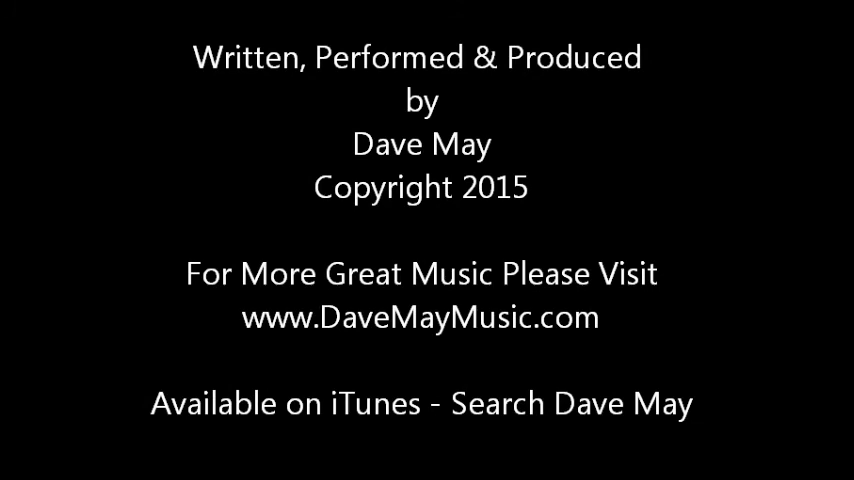 Written, Performed & Produced
by
Dave May
Copyright 2015
For More Great Music Please Visit
www.DaveMayMusic.com
Available on iTunes - Search Dave May